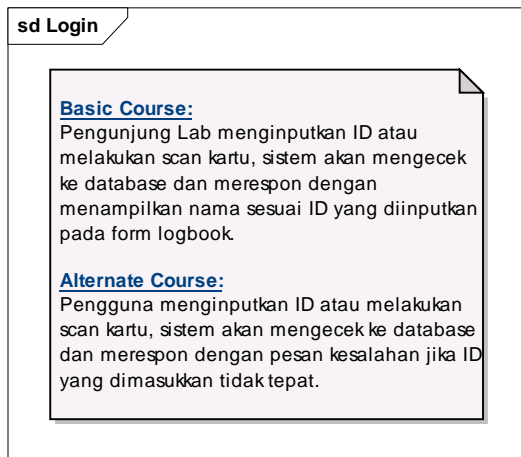 sd Login
Basic Course:
Pengunjung Lab menginputkan ID atau
melakukan scan kartu, sistem akan mengecek
ke database dan merespon dengan
menampilkan nama sesuai ID yang diinputkan
pada form logbook.
Alternate Course:
Pengguna menginputkan ID atau melakukan
scan kartu, sistem akan mengecek ke database
dan merespon dengan pesan kesalahan jika ID
yang dimasukkan tidak tepat.